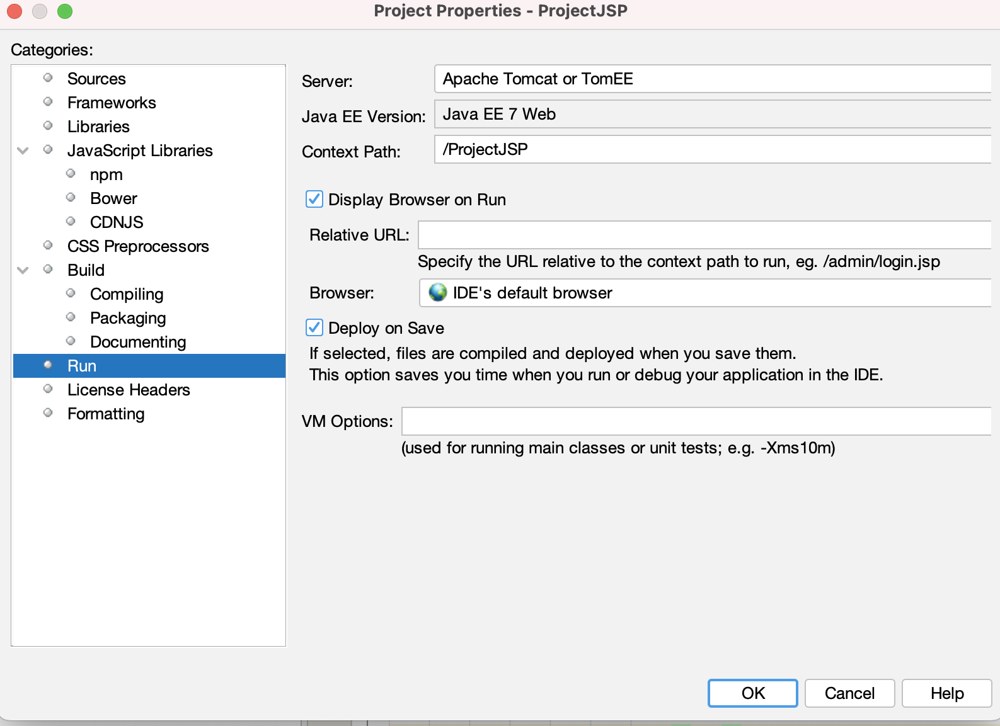 Project Properties - ProjectJSP
Categories:
Sources
Frameworks
Libraries
JavaScript Libraries
npm
Bower
CDNJS
CSS Preprocessors
Build
Compiling
Packaging
Documenting
Run
License Headers
Formatting
Server: Apache Tomcat or TomEE
Java EE Version: Java EE 7 Web
Context Path: /ProjectJSP
Display Browser on Run
Relative URL:
Specify the URL relative to the context path to run, eg. /admin/login.jsp
Browser: IDE's default browser
Deploy on Save
If selected, files are compiled and deployed when you save them.
This option saves you time when you run or debug your application in the IDE.
VM Options:
(used for running main classes or unit tests; e.g. -Xms10m)
OK Cancel Help